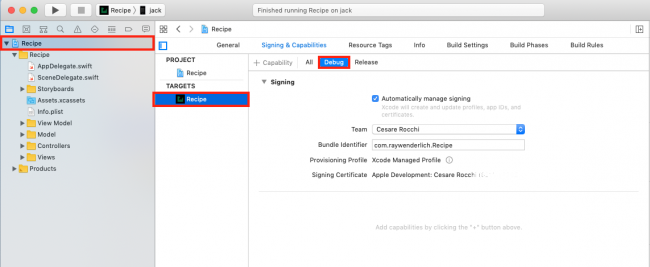 Recipe
jack
Finished running Recipe on jack
Recipe
General
Signing & Capabilities
Resource Tags
Info
Build Settings
Build Phases
Build Rules
Recipe
Recipe
AppDelegate.swift
SceneDelegate.swift
Storyboards
Assets.xcassets
Info.plist
View Model
Model
Controllers
Views
Products
PROJECT
Recipe
TARGETS
Recipe
+ Capability
All
Debug
Release
Signing
Automatically manage signing
Xcode will create and update profiles, app IDs, and
certificates.
Team
Cesare Rocchi
Bundle Identifier
com.raywenderlich.Recipe
Provisioning Profile
Xcode Managed Profile
Signing Certificate
Apple Development: Cesare Rocchi
Add capabilities by clicking the "+" button above.